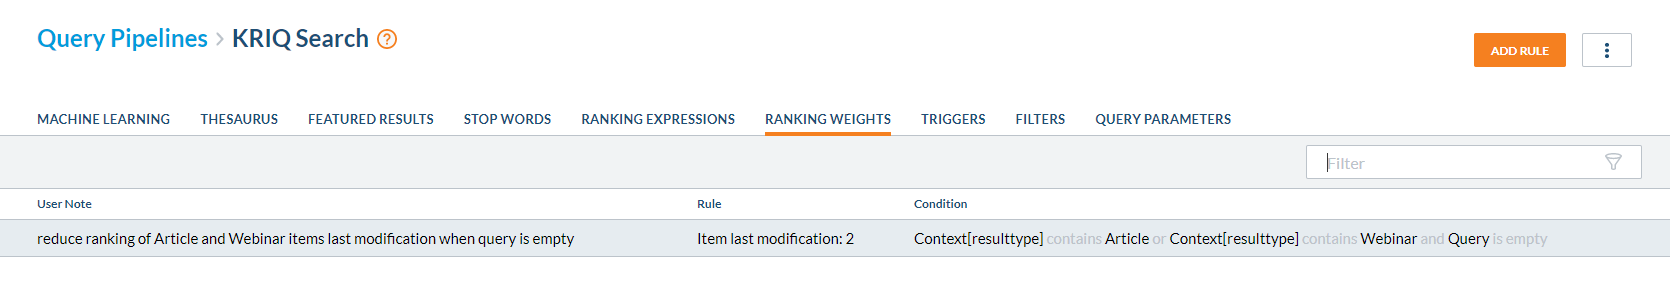 Query Pipelines > KRIQ Search ?
ADD RULE
MACHINE LEARNING THESAURUS FEATURED RESULTS STOP WORDS RANKING EXPRESSIONS RANKING WEIGHTS TRIGGERS FILTERS QUERY PARAMETERS
Filter
User Note Rule Condition
reduce ranking of Article and Webinar items last modification when query is empty Item last modification: 2 Context[resulttype] contains Article or Context[resulttype] contains Webinar and Query is empty